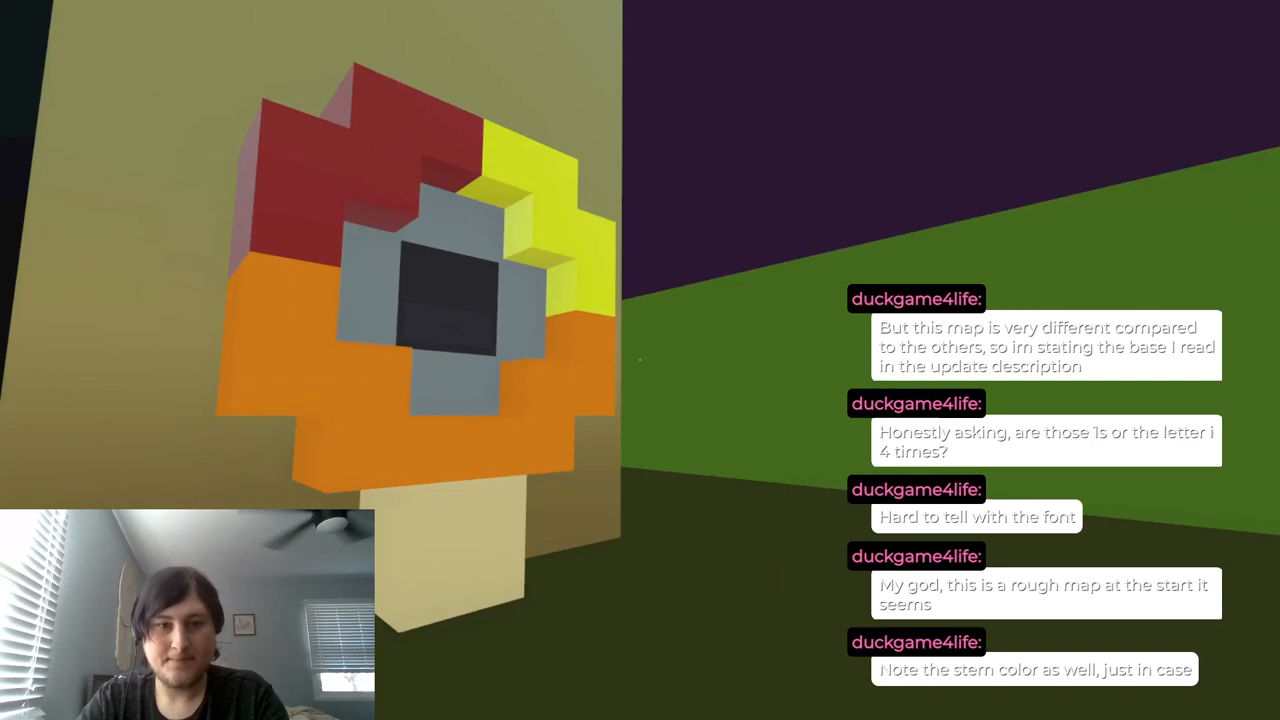 duckgame4life:
But this map is very different compared
to the others, so im stating the base I read
in the update description
duckgame4life:
Honestly asking, are those 1s or the letter i
4 times?
duckgame4life:
Hard to tell with the font
duckgame4life:
My god, this is a rough map at the start it
seems
duckgame4life:
Note the stem color as well, just in case